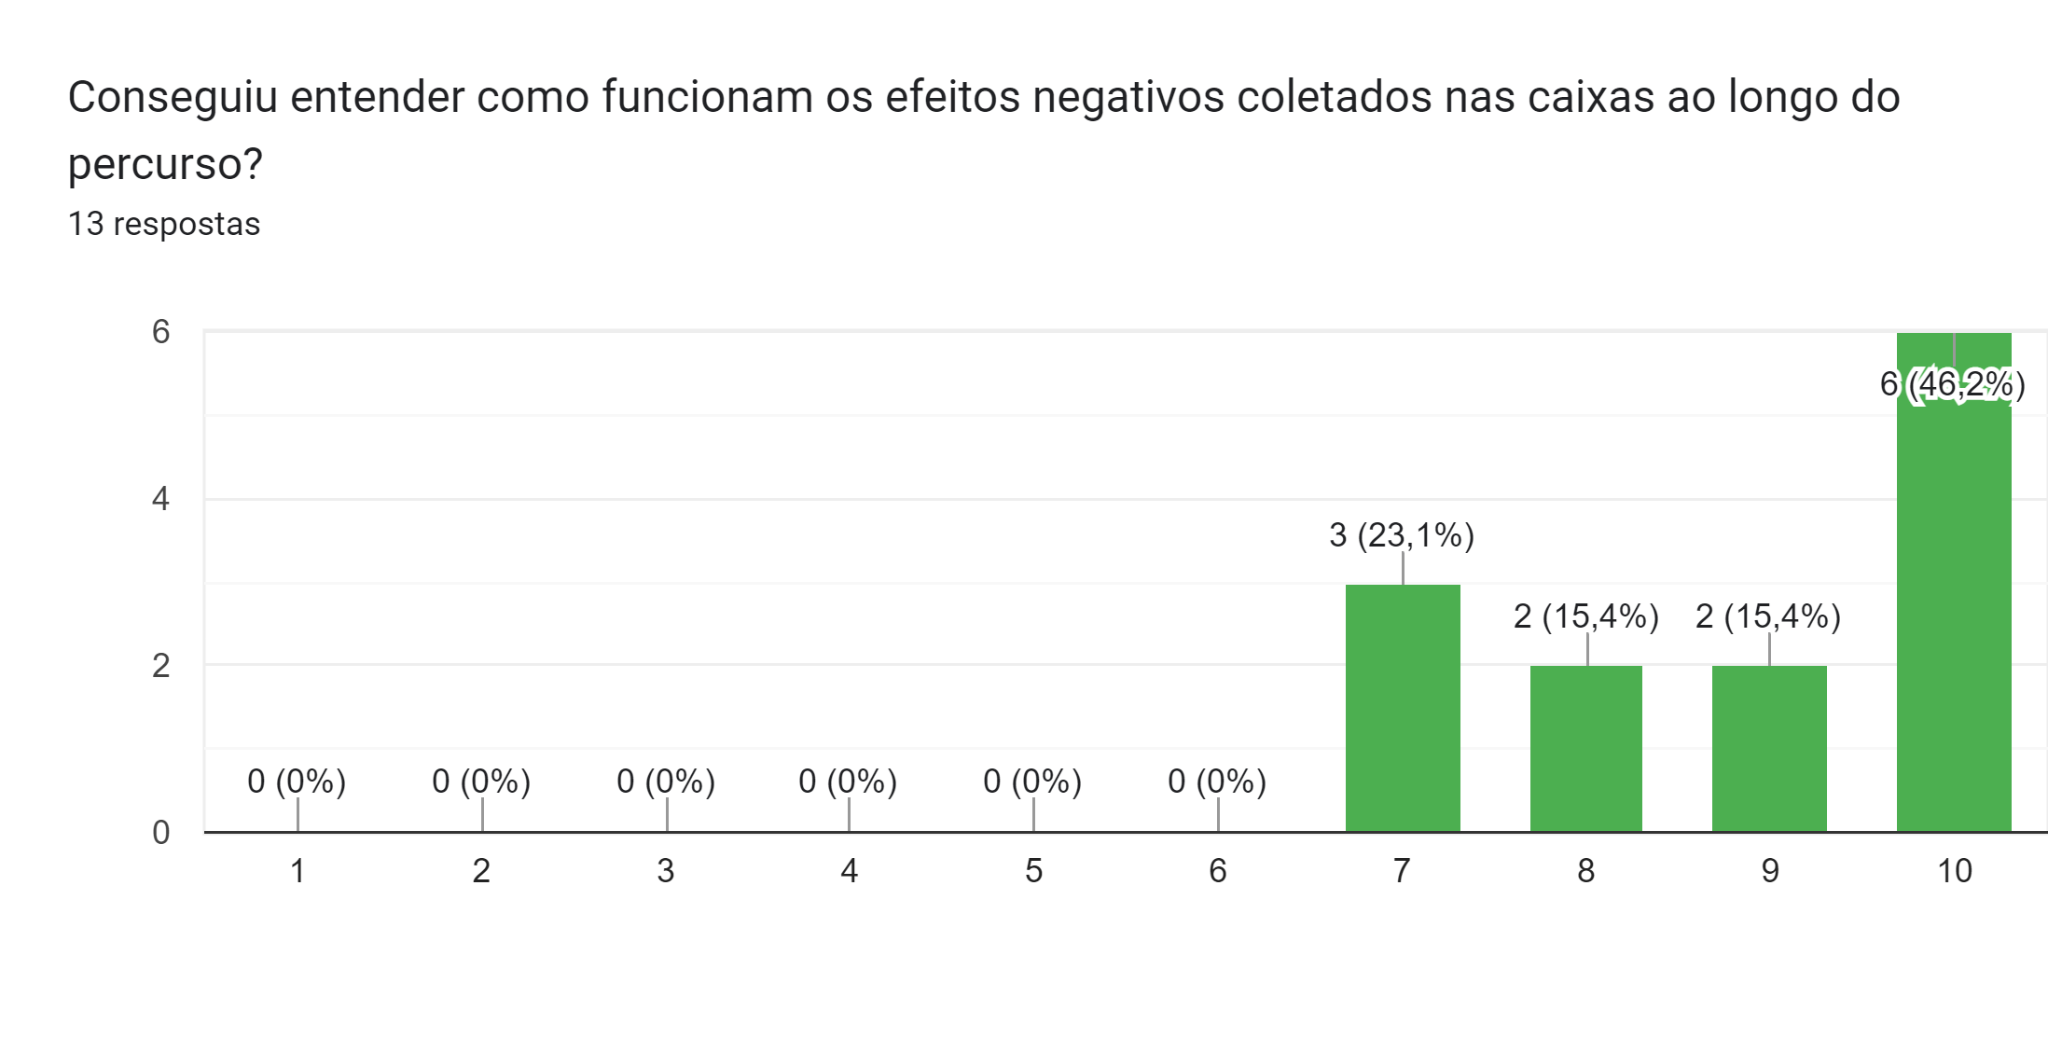 Conseguiu entender como funcionam os efeitos negativos coletados nas caixas ao longo do
percurso?
13 respostas
6
6 (46,2%)
4
3 (23,1%)
2 (15,4%) 2 (15,4%)
2
0 (0%) 0 (0%) 0 (0%) 0 (0%) 0 (0%) 0 (0%)
0
1 2 3 4 5 6 7 8 9 10